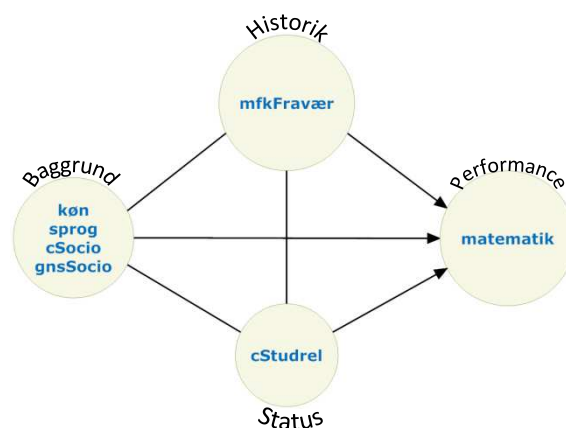 Historik
mfkFravær
Baggrund
køn
sprog
cSocio
gnsSocio
Performance
matematik
cStudrel
Status